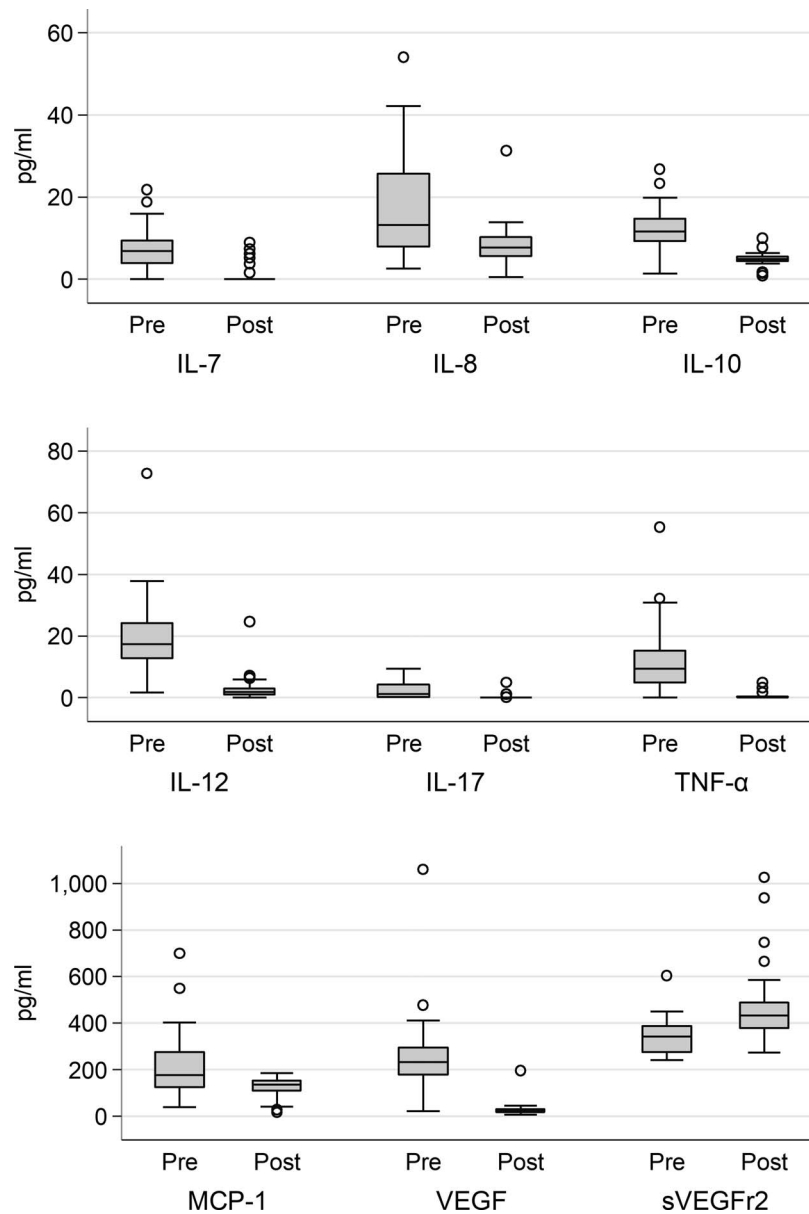 60
40
20
0
pg/ml
Pre Post Pre Post Pre Post
IL-7 IL-8 IL-10
80
60
40
20
0
pg/ml
Pre Post Pre Post Pre Post
IL-12 IL-17 TNF-α
1,000
800
600
400
200
0
pg/ml
Pre Post Pre Post Pre Post
MCP-1 VEGF sVEGFr2